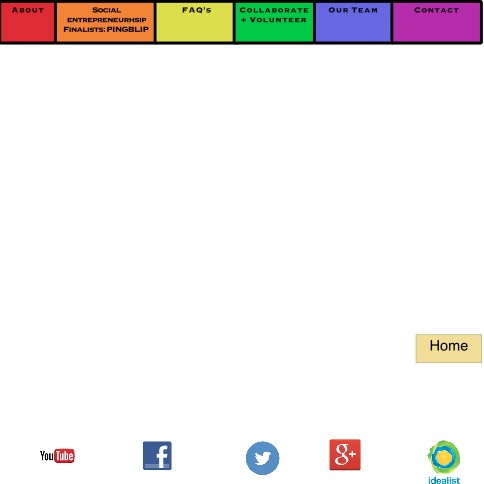 About
Social
entrepreneurhsip
Finalists: PINGBLIP
FAQ's
Collaborate
+ Volunteer
Our Team
Contact
Home
YouTube
f
g+
idealist